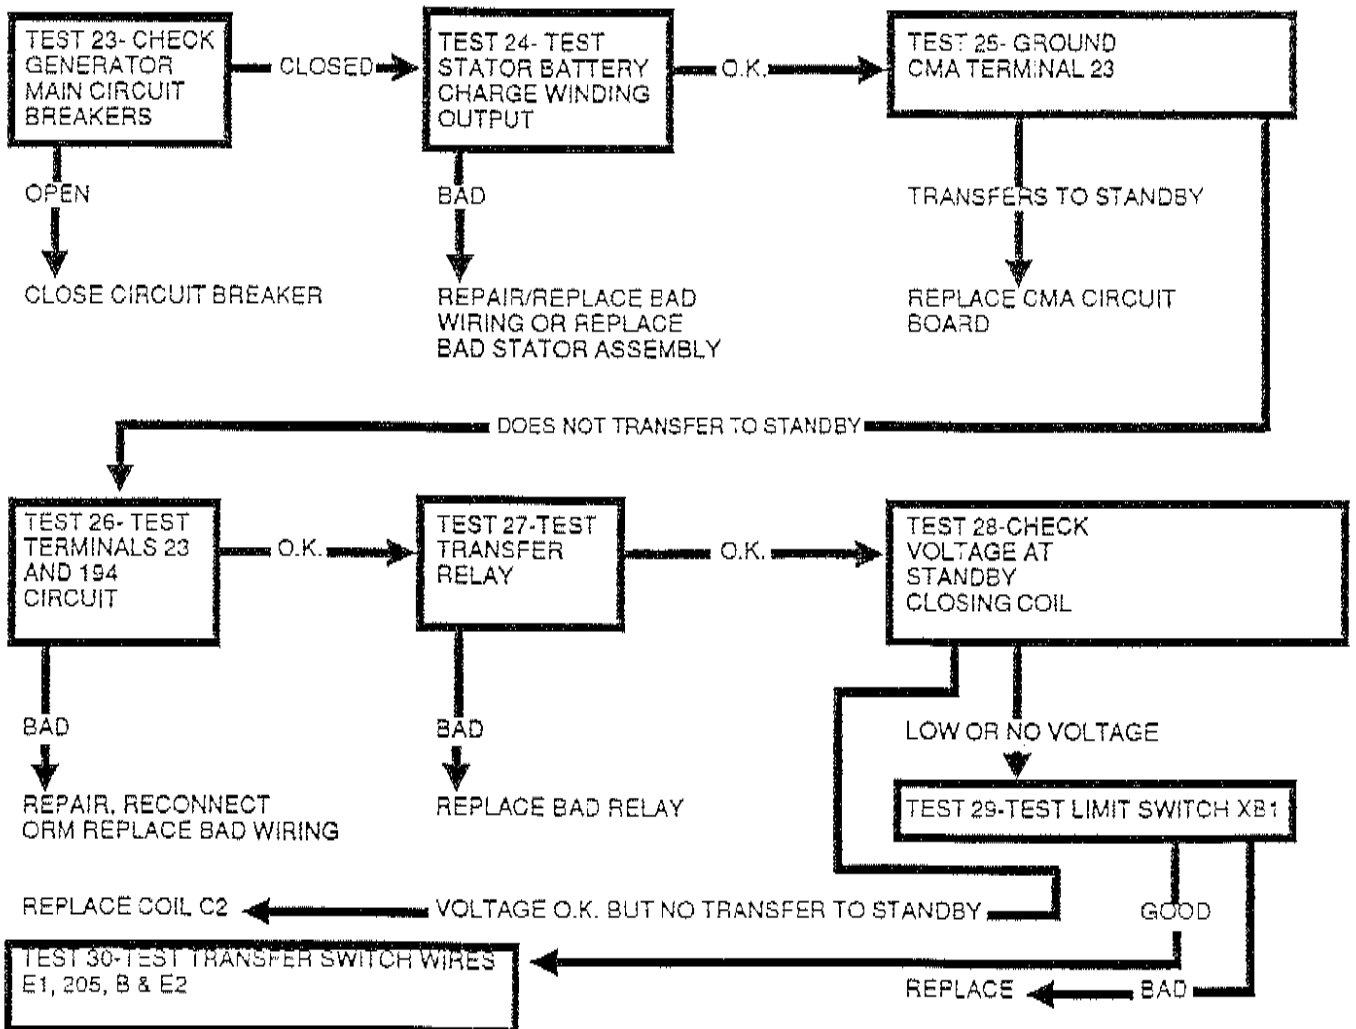 TEST 23- CHECK
GENERATOR
MAIN CIRCUIT
BREAKERS
CLOSED
TEST 24- TEST
STATOR BATTERY
CHARGE WINDING
OUTPUT
O.K.
TEST 25- GROUND
CMA TERMINAL 23
OPEN
BAD
TRANSFERS TO STANDBY
CLOSE CIRCUIT BREAKER
REPAIR/REPLACE BAD
WIRING OR REPLACE
BAD STATOR ASSEMBLY
REPLACE CMA CIRCUIT
BOARD
DOES NOT TRANSFER TO STANDBY
TEST 26- TEST
TERMINALS 23
AND 194
CIRCUIT
O.K.
TEST 27-TEST
TRANSFER
RELAY
O.K.
TEST 28-CHECK
VOLTAGE AT
STANDBY
CLOSING COIL
BAD
BAD
LOW OR NO VOLTAGE
REPAIR, RECONNECT
ORM REPLACE BAD WIRING
REPLACE BAD RELAY
TEST 29-TEST LIMIT SWITCH XB1
REPLACE COIL C2
VOLTAGE O.K. BUT NO TRANSFER TO STANDBY
GOOD
TEST 30-TEST TRANSFER SWITCH WIRES
E1, 205, B & E2
REPLACE
BAD